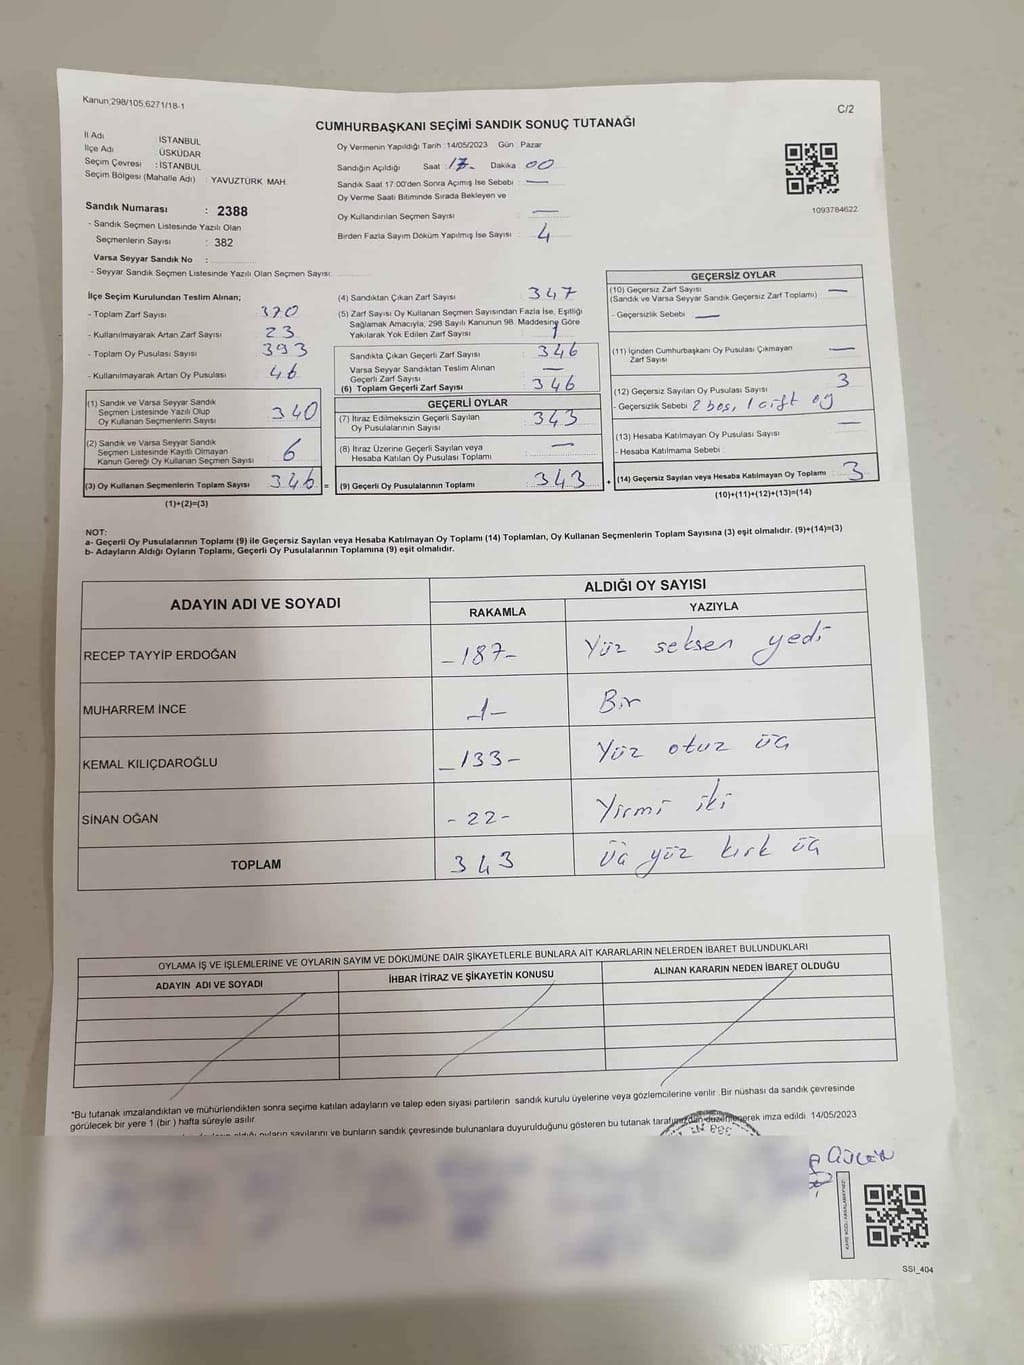 Kanun,298/105,6271/18-1
C/2
CUMHURBAŞKANI SEÇİMİ SANDIK SONUÇ TUTANAĞI
İl Adı İSTANBUL
İlçe Adı ÜSKÜDAR
Seçim Çevresi : İSTANBUL
Seçim Bölgesi (Mahalle Adı) : YAVUZTÜRK MAH.
Sandık Numarası : 2388
- Sandık Seçmen Listesinde Yazılı Olan
Seçmenlerin Sayısı : 382
Varsa Seyyar Sandık No :
- Seyyar Sandık Seçmen Listesinde Yazılı Olan Seçmen Sayısı:
Oy Vermenin Yapıldığı Tarih :14/05/2023 Gün : Pazar
Sandığın Açıldığı Saat 17- Dakika 00
Sandık Saat 17:00'den Sonra Açımış İse Sebebi : —
Oy Verme Saati Bitiminde Sırada Bekleyen ve
Oy Kullandırılan Seçmen Sayısı —
Birden Fazla Sayım Döküm Yapılmış İse Sayısı : 4
1093784622
İlçe Seçim Kurulundan Teslim Alınan;
- Toplam Zarf Sayısı : 370
- Kullanılmayarak Artan Zarf Sayısı : 23
- Toplam Oy Pusulası Sayısı : 393
- Kullanılmayarak Artan Oy Pusulası : 46
(1) Sandık ve Varsa Seyyar Sandık
Seçmen Listesinde Yazılı Olup
Oy Kullanan Seçmenlerin Sayısı : 340
(2) Sandık ve Varsa Seyyar Sandık
Seçmen Listesinde Kayıtlı Olmayan
Kanun Gereği Oy Kullanan Seçmen Sayısı : 6
(3) Oy Kullanan Seçmenlerin Toplam Sayısı : 346 =
(1)+(2)=(3)
(4) Sandıktan Çıkan Zarf Sayısı : 347
(5) Zarf Sayısı Oy Kullanan Seçmen Sayısından Fazla İse, Eşitliği
Sağlamak Amacıyla, 298 Sayılı Kanunun 98. Maddesine Göre
Yakılarak Yok Edilen Zarf Sayısı : 1
Sandıkta Çıkan Geçerli Zarf Sayısı : 346
Varsa Seyyar Sandıktan Teslim Alınan
Geçerli Zarf Sayısı : —
(6) Toplam Geçerli Zarf Sayısı : 346
GEÇERLİ OYLAR
(7) İtiraz Edilmeksizin Geçerli Sayılan
Oy Pusulalarının Sayısı : 343
(8) İtiraz Üzerine Geçerli Sayılan veya
Hesaba Katılan Oy Pusulası Toplamı : —
(9) Geçerli Oy Pusulalarının Toplamı : 343 +
GEÇERSİZ OYLAR
(10) Geçersiz Zarf Sayısı : —
(Sandık ve Varsa Seyyar Sandık Geçersiz Zarf Toplamı)
- Geçersizlik Sebebi : —
(11) İçinden Cumhurbaşkanı Oy Pusulası Çıkmayan
Zarf Sayısı : —
(12) Geçersiz Sayılan Oy Pusulası Sayısı : 3
- Geçersizlik Sebebi 2 boş, 1 çift oy
(13) Hesaba Katılmayan Oy Pusulası Sayısı : —
- Hesaba Katılmama Sebebi :
(14) Geçersiz Sayılan veya Hesaba Katılmayan Oy Toplamı : 3
(10)+(11)+(12)+(13)=(14)
NOT:
a- Geçerli Oy Pusulalarının Toplamı (9) ile Geçersiz Sayılan veya Hesaba Katılmayan Oy Toplamı (14) Toplamları, Oy Kullanan Seçmenlerin Toplam Sayısına (3) eşit olmalıdır. (9)+(14)=(3)
b- Adayların Aldığı Oyların Toplamı, Geçerli Oy Pusulalarının Toplamına (9) eşit olmalıdır.
ADAYIN ADI VE SOYADI
ALDIĞI OY SAYISI
RAKAMLA YAZIYLA
RECEP TAYYİP ERDOĞAN -187- Yüz seksen yedi
MUHARREM İNCE -1- Bir
KEMAL KILIÇDAROĞLU -133- Yüz otuz üç
SİNAN OĞAN -22- Yirmi iki
TOPLAM 343 Üç yüz kırk üç
OYLAMA İŞ VE İŞLEMLERİNE VE OYLARIN SAYIM VE DÖKÜMÜNE DAİR ŞİKAYETLERLE BUNLARA AİT KARARLARIN NELERDEN İBARET BULUNDUKLARI
ADAYIN ADI VE SOYADI İHBAR İTİRAZ VE ŞİKAYETİN KONUSU ALINAN KARARIN NEDEN İBARET OLDUĞU
*Bu tutanak imzalandıktan ve mühürlendikten sonra seçime katılan adayların ve talep eden siyasi partilerin sandık kurulu üyelerine veya gözlemcilerine verilir. Bir nüshası da sandık çevresinde
görülecek bir yere 1 (bir ) hafta süreyle asılır.
oyların sayılarını ve bunların sandık çevresinde bulunanlara duyurulduğunu gösteren bu tutanak tarafımızdan düzenlenerek imza edildi. 14/05/2023
SSI_404